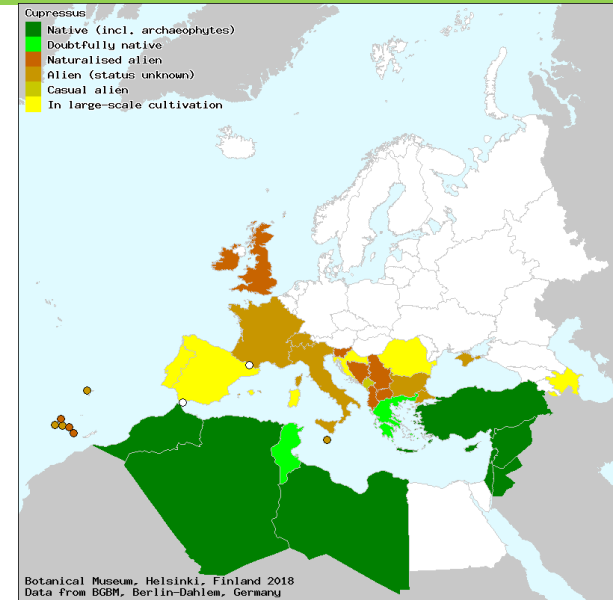 Cupressus
Native (incl. archaeophytes)
Doubtfully native
Naturalised alien
Alien (status unknown)
Casual alien
In large-scale cultivation
Botanical Museum, Helsinki, Finland 2018
Data from BGBM, Berlin-Dahlem, Germany